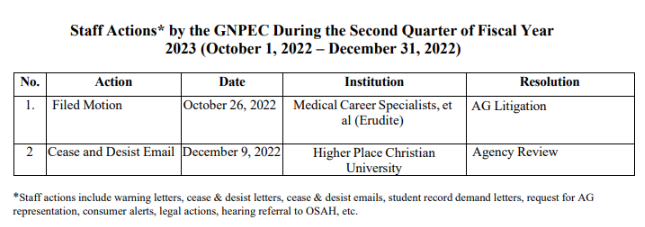 Staff Actions* by the GNPEC During the Second Quarter of Fiscal Year
2023 (October 1, 2022 – December 31, 2022)
No. Action Date Institution Resolution
1. Filed Motion October 26, 2022 Medical Career Specialists, et AG Litigation
al (Erudite)
2 Cease and Desist Email December 9, 2022 Higher Place Christian Agency Review
University
*Staff actions include warning letters, cease & desist letters, cease & desist emails, student record demand letters, request for AG
representation, consumer alerts, legal actions, hearing referral to OSAH, etc.